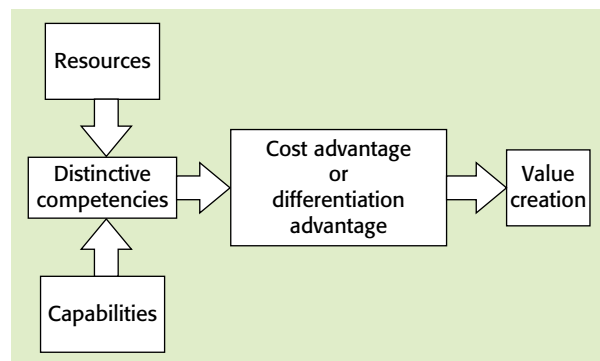 Resources
Distinctive
competencies
Capabilities
Cost advantage
or
differentiation
advantage
Value
creation